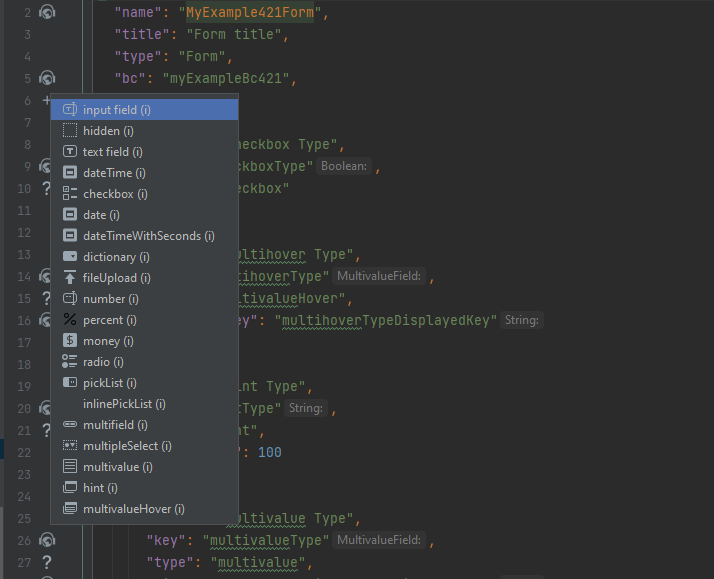 2 "name": "MyExample421Form",
3 "title": "Form title",
4 "type": "Form",
5 "bc": "myExampleBc421",
6 +
input field (i)
7 hidden (i)
8 text field (i) heckbox Type",
9 dateTime (i) ckboxType" Boolean: ,
10 ? checkbox (i) eckbox"
11 date (i)
12 dateTimeWithSeconds (i)
13 dictionary (i) ultihover Type",
14 fileUpload (i) tihoverType" MultivalueField: ,
15 ? number (i) tivalueHover",
16 percent (i) ey": "multihoverTypeDisplayedKey" String:
17 money (i)
18 radio (i)
19 pickList (i) int Type",
20 inlinePickList (i) tType" String: ,
21 ? multifield (i) nt",
22 multipleSelect (i) ": 100
23 multivalue (i)
24 hint (i)
25 multivalueHover (i) ultivalue Type",
26 "key": "multivalueType" MultivalueField: ,
27 ? "type": "multivalue",